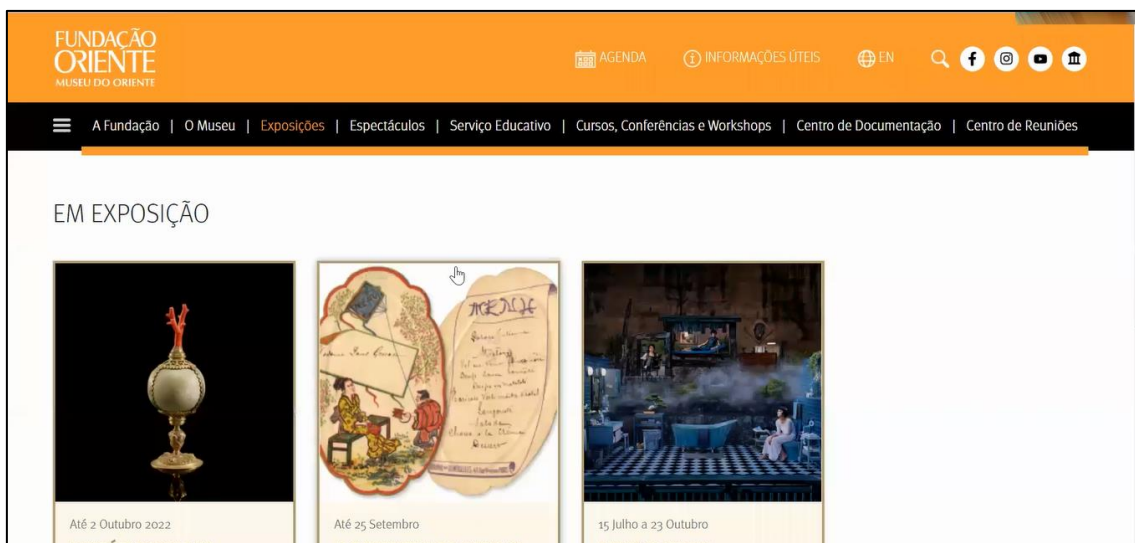 FUNDAÇÃO
ORIENTE
MUSEU DO ORIENTE
AGENDA
INFORMAÇÕES ÚTEIS
EN
A Fundação | O Museu | Exposições | Espectáculos | Serviço Educativo | Cursos, Conferências e Workshops | Centro de Documentação | Centro de Reuniões
EM EXPOSIÇÃO
MENU
Até 2 Outubro 2022
Até 25 Setembro
15 Julho a 23 Outubro